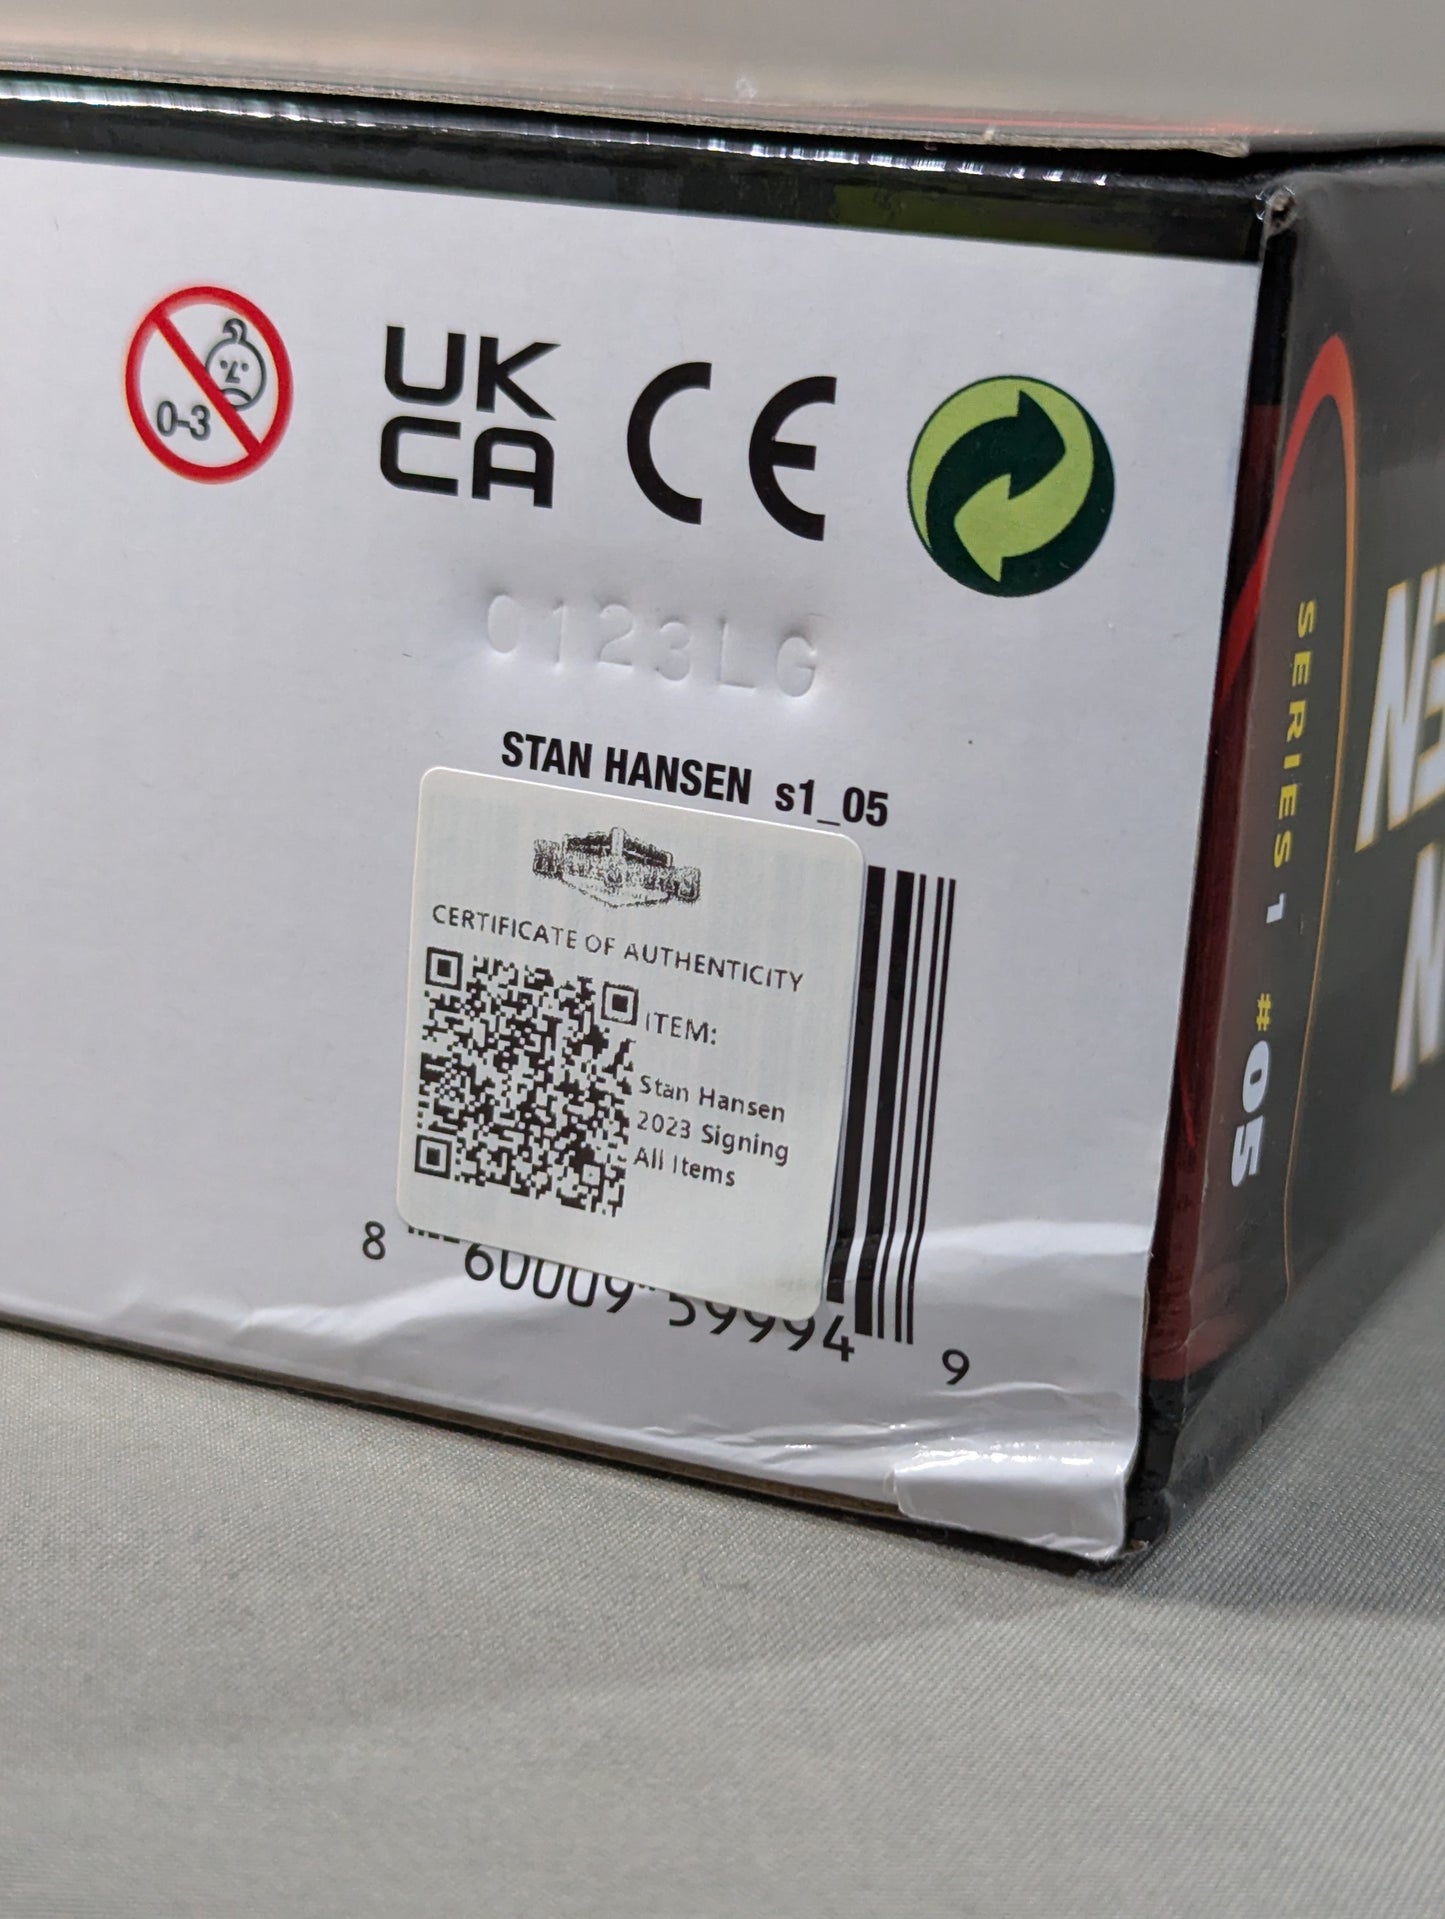 0-3
UK
CA
CE
0123LG
STAN HANSEN s1_05
CERTIFICATE OF AUTHENTICITY
ITEM:
Stan Hansen
2023 Signing
All Items
8 60009 59994 9
SERIES 1 #05